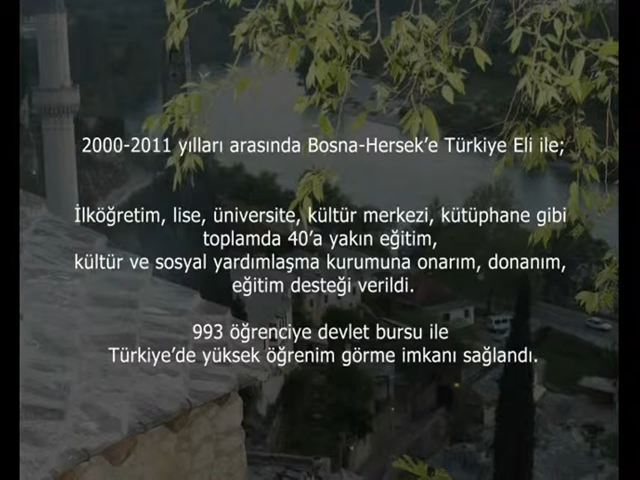 2000-2011 yılları arasında Bosna-Hersek'e Türkiye Eli ile;
İlköğretim, lise, üniversite, kültür merkezi, kütüphane gibi
toplamda 40'a yakın eğitim,
kültür ve sosyal yardımlaşma kurumuna onarım, donanım,
eğitim desteği verildi.
993 öğrenciye devlet bursu ile
Türkiye'de yüksek öğrenim görme imkanı sağlandı.